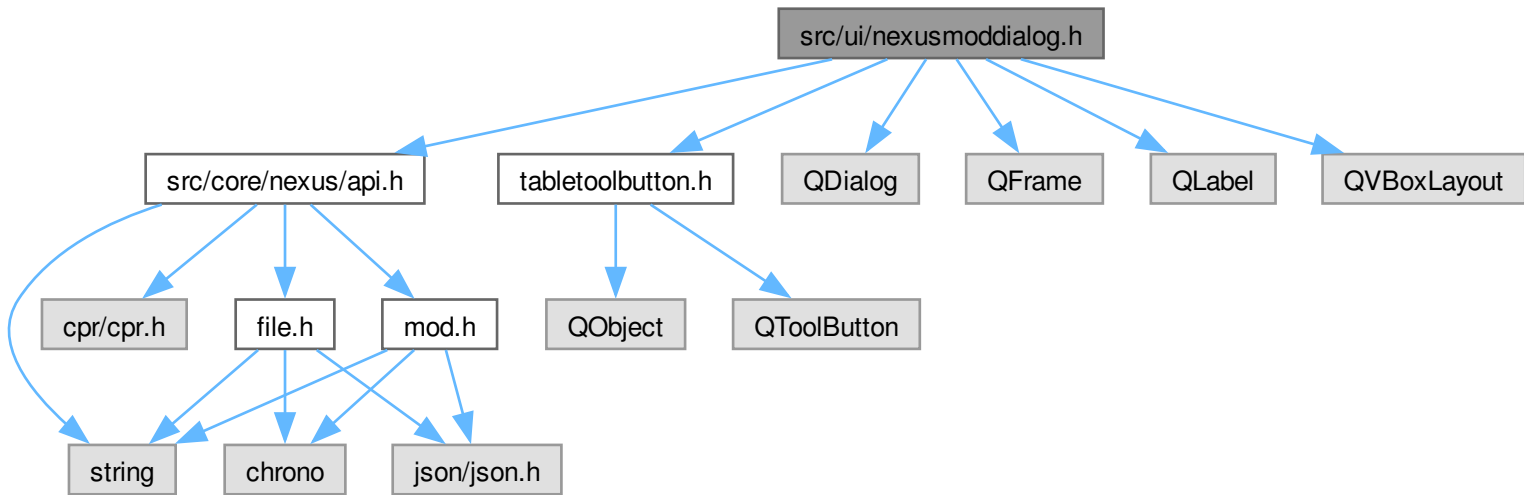 src/ui/nexusmoddialog.h
src/core/nexus/api.h
tabletoolbutton.h
QDialog
QFrame
QLabel
QVBoxLayout
cpr/cpr.h
file.h
mod.h
QObject
QToolButton
string
chrono
json/json.h